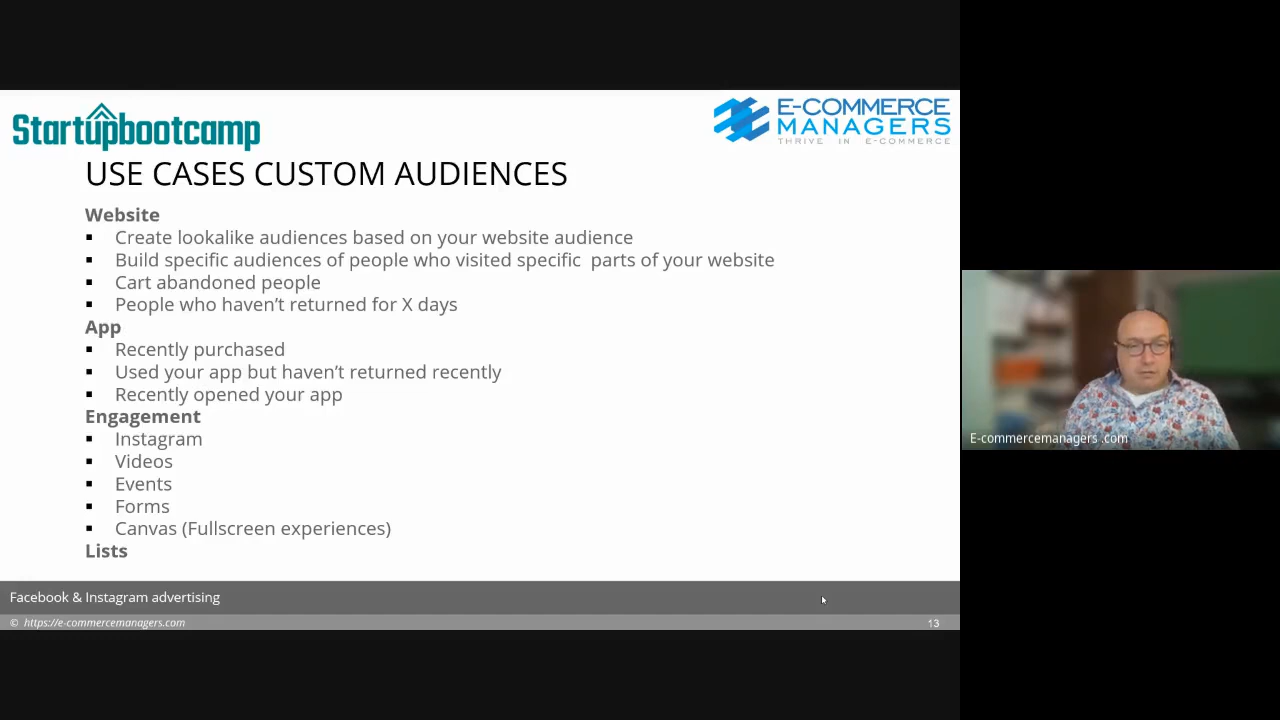 Startupbootcamp
E-COMMERCE
MANAGERS
THRIVE IN E-COMMERCE
USE CASES CUSTOM AUDIENCES
Website
▪ Create lookalike audiences based on your website audience
▪ Build specific audiences of people who visited specific  parts of your website
▪ Cart abandoned people
▪ People who haven’t returned for X days
App
▪ Recently purchased
▪ Used your app but haven’t returned recently
▪ Recently opened your app
Engagement
▪ Instagram
▪ Videos
▪ Events
▪ Forms
▪ Canvas (Fullscreen experiences)
Lists
E-commercemanagers .com
Facebook & Instagram advertising
© https://e-commercemanagers.com
13